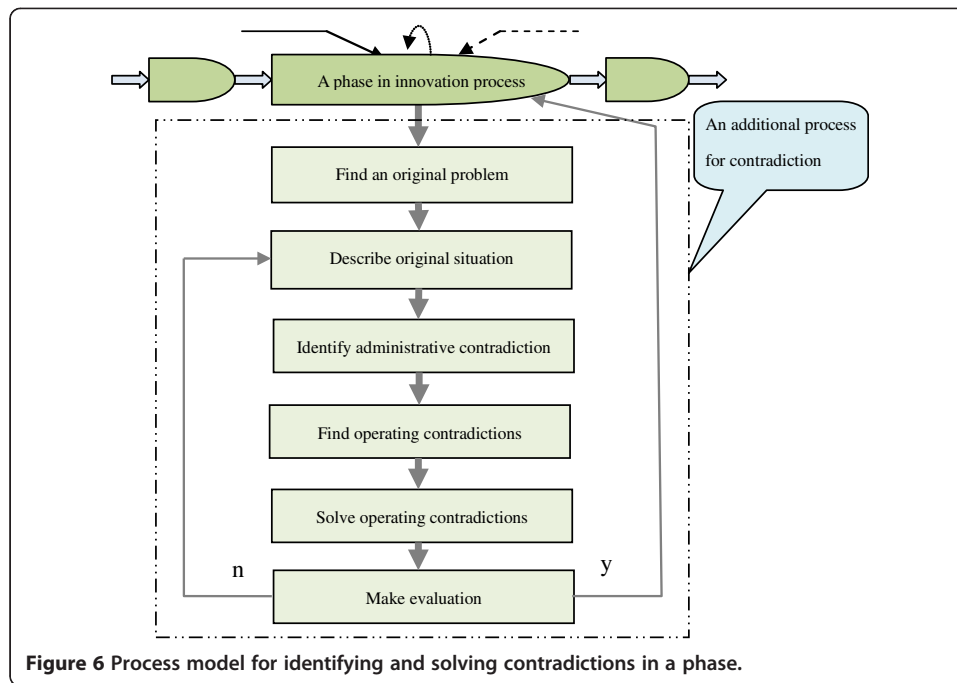 A phase in innovation process
An additional process
for contradiction
Find an original problem
Describe original situation
Identify administrative contradiction
Find operating contradictions
Solve operating contradictions
n
y
Make evaluation
Figure 6 Process model for identifying and solving contradictions in a phase.